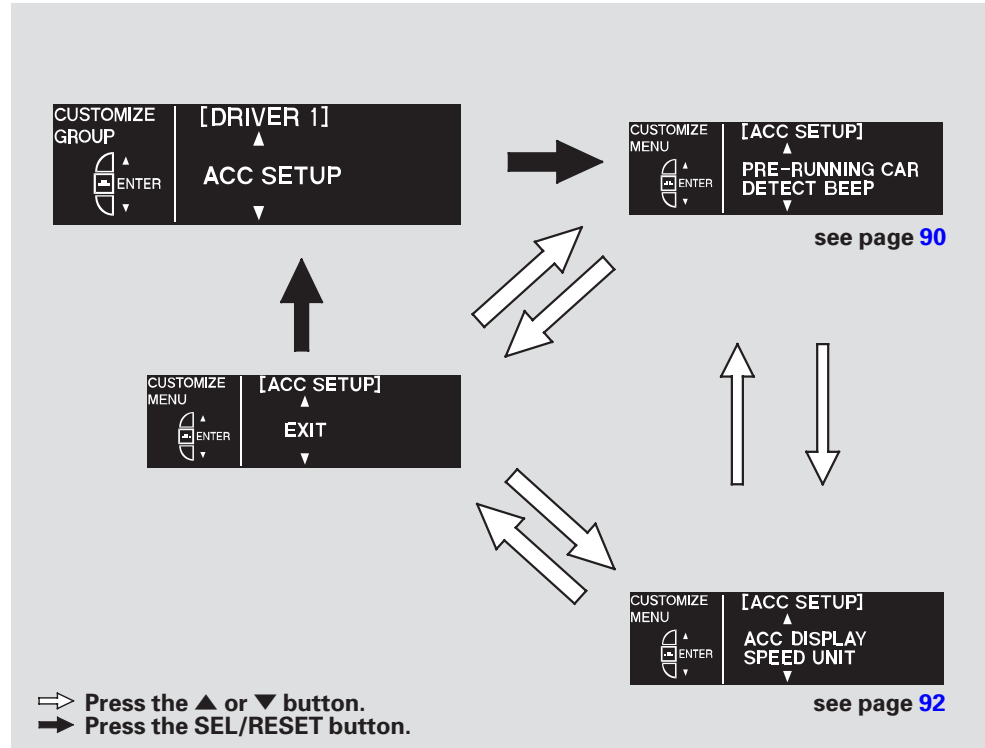 CUSTOMIZE
GROUP
ENTER
[DRIVER 1]
▲
ACC SETUP
▼
CUSTOMIZE
MENU
ENTER
[ACC SETUP]
▲
PRE-RUNNING CAR
DETECT BEEP
▼
see page 90
CUSTOMIZE
MENU
ENTER
[ACC SETUP]
▲
EXIT
▼
CUSTOMIZE
MENU
ENTER
[ACC SETUP]
▲
ACC DISPLAY
SPEED UNIT
▼
see page 92
Press the ▲ or ▼ button.
Press the SEL/RESET button.